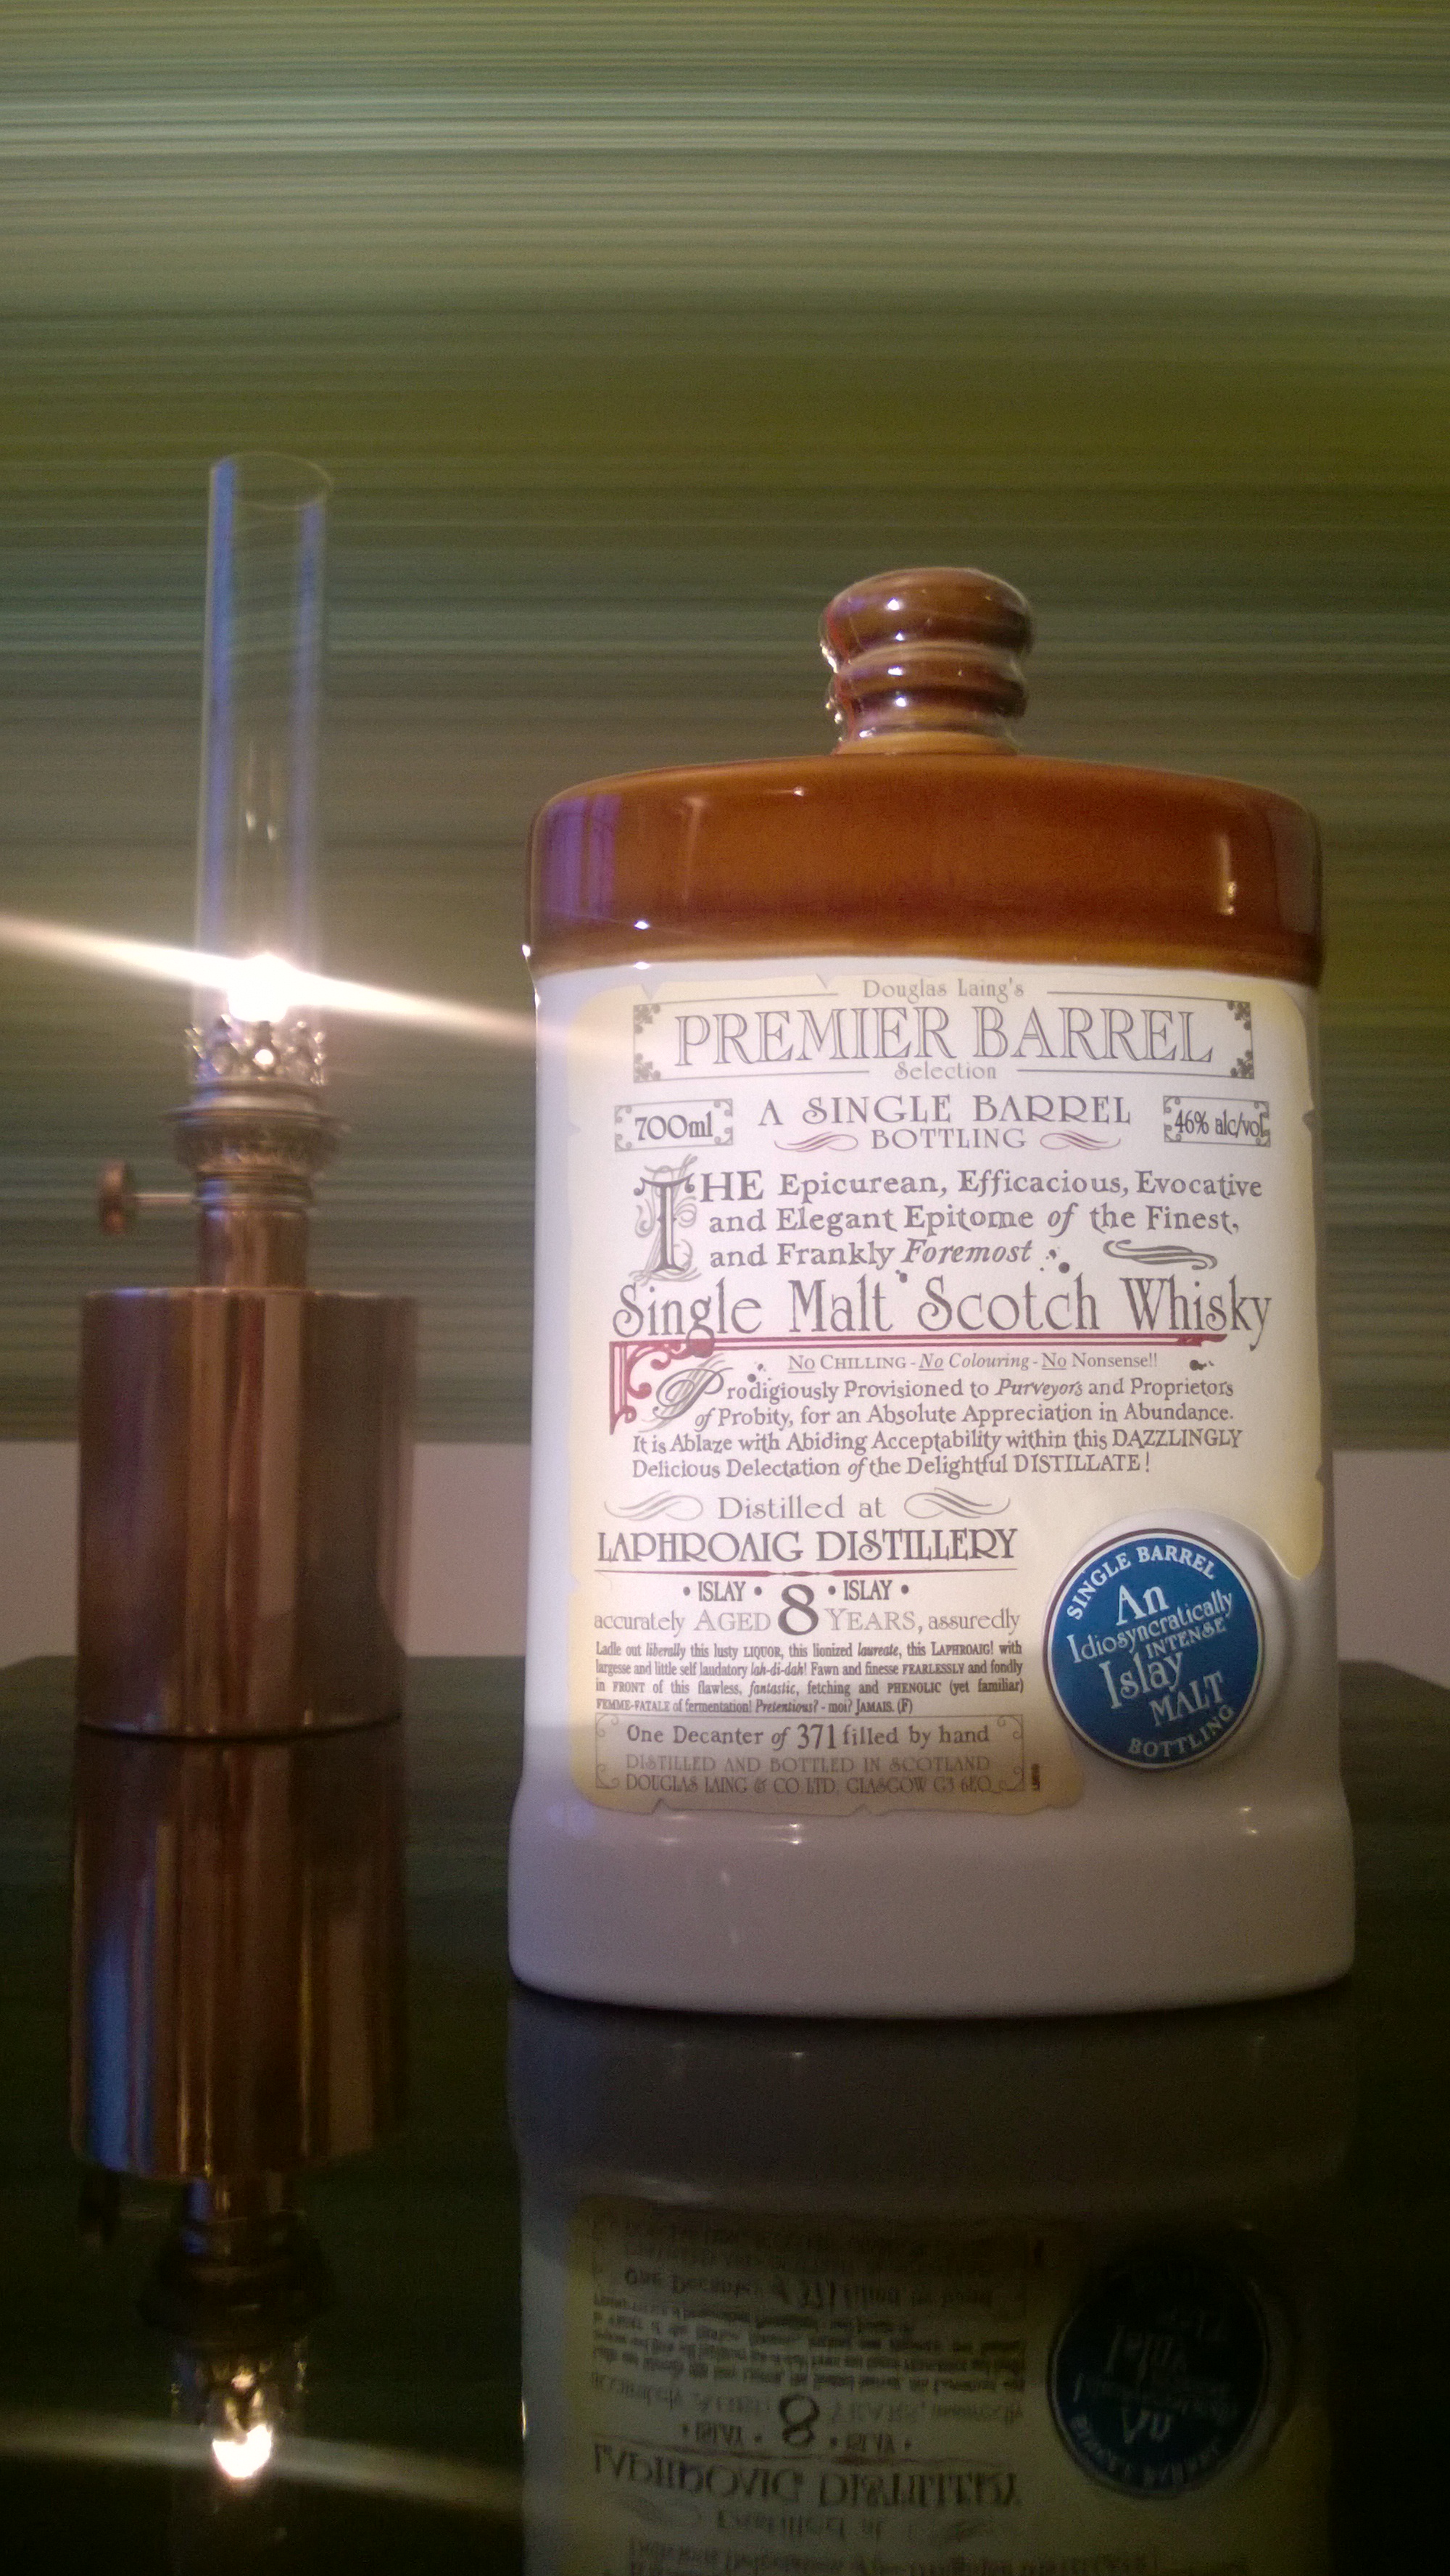 Douglas Laing's
PREMIER BARREL
Selection
700ml
A SINGLE BARREL
BOTTLING
46% alc/vol
THE Epicurean, Efficacious, Evocative
and Elegant Epitome of the Finest,
and Frankly Foremost
Single Malt Scotch Whisky
No CHILLING - No Colouring - No Nonsense!!
Prodigiously Provisioned to Purveyors and Proprietors
of Probity, for an Absolute Appreciation in Abundance.
It is Ablaze with Abiding Acceptability within this DAZZLINGLY
Delicious Delectation of the Delightful DISTILLATE!
Distilled at
LAPHROAIG DISTILLERY
• ISLAY • 8 • ISLAY •
accurately AGED YEARS, assuredly
Ladle out liberally this lusty LIQUOR, this lionized laureate, this LAPHROAIG! with
largesse and little self laudatory lah-di-dah! Fawn and finesse FEARLESSLY and fondly
in FRONT of this flawless, fantastic, fetching and PHENOLIC (yet familiar)
FEMME-FATALE of fermentation! Pretentious? - moi? JAMAIS. (F)
One Decanter of 371 filled by hand
DISTILLED AND BOTTLED IN SCOTLAND
DOUGLAS LAING & CO. LTD. GLASGOW G3 6EQ
SINGLE BARREL
An
Idiosyncratically
INTENSE
Islay
MALT
BOTTLING